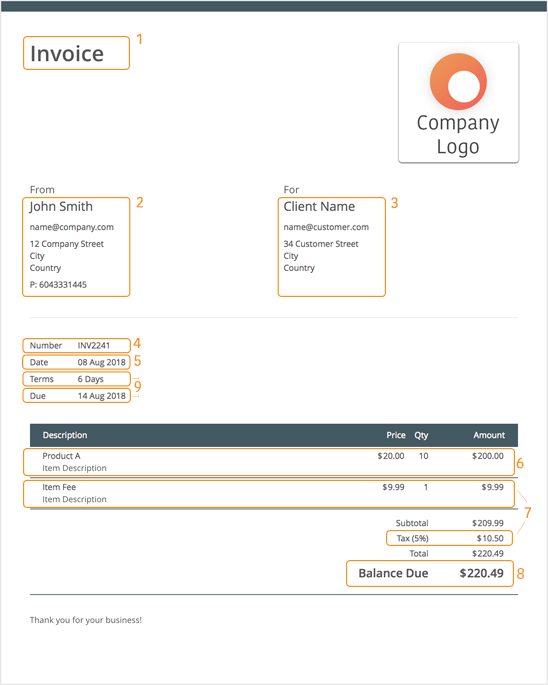 Invoice 1
Company
Logo
From
For
John Smith 2
Client Name 3
name@company.com
name@customer.com
12 Company Street
34 Customer Street
City
City
Country
Country
P: 6043331445
Number INV2241 4
Date 08 Aug 2018 5
Terms 6 Days
9
Due 14 Aug 2018
Description Price Qty Amount
Product A $20.00 10 $200.00
Item Description 6
Item Fee $9.99 1 $9.99
Item Description
7
Subtotal $209.99
Tax (5%) $10.50
Total $220.49
Balance Due $220.49 8
Thank you for your business!